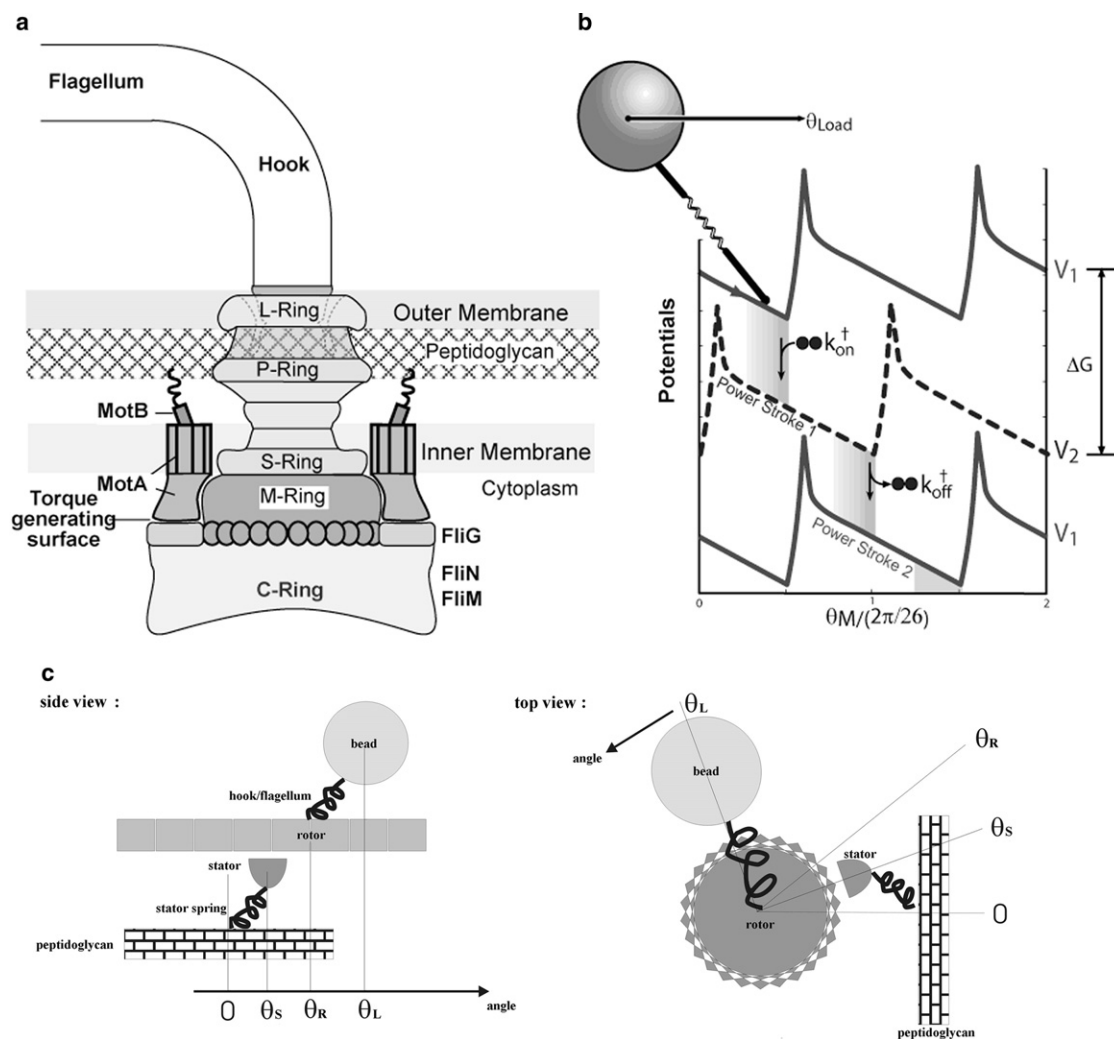 a
Flagellum
Hook
L-Ring
Outer Membrane
Peptidoglycan
P-Ring
MotB
Inner Membrane
S-Ring
MotA
Cytoplasm
M-Ring
Torque
generating
surface
FliG
C-Ring
FliN
FliM
b
θLoad
Potentials
V1
k†on
ΔG
Power Stroke 1
V2
k†off
V1
Power Stroke 2
0
1
2
θM/(2π/26)
c
side view :
bead
hook/flagellum
rotor
stator
stator spring
peptidoglycan
0 θS θR θL
angle
top view :
θL
angle
θR
bead
θS
stator
rotor
0
peptidoglycan